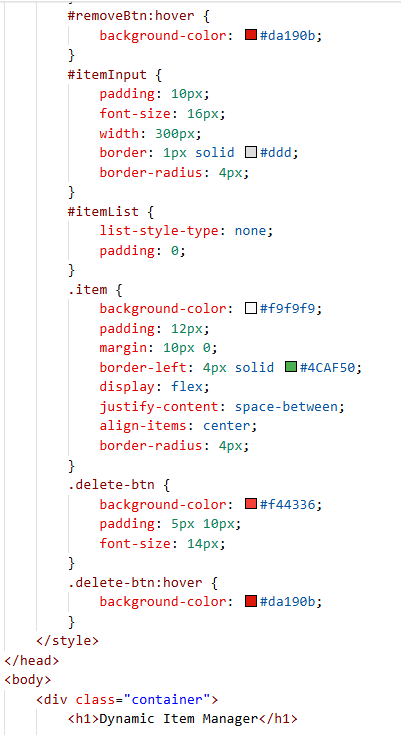 #removeBtn:hover {
background-color: #da190b;
}
#itemInput {
padding: 10px;
font-size: 16px;
width: 300px;
border: 1px solid #ddd;
border-radius: 4px;
}
#itemList {
list-style-type: none;
padding: 0;
}
.item {
background-color: #f9f9f9;
padding: 12px;
margin: 10px 0;
border-left: 4px solid #4CAF50;
display: flex;
justify-content: space-between;
align-items: center;
border-radius: 4px;
}
.delete-btn {
background-color: #f44336;
padding: 5px 10px;
font-size: 14px;
}
.delete-btn:hover {
background-color: #da190b;
}
</style>
</head>
<body>
<div class="container">
<h1>Dynamic Item Manager</h1>